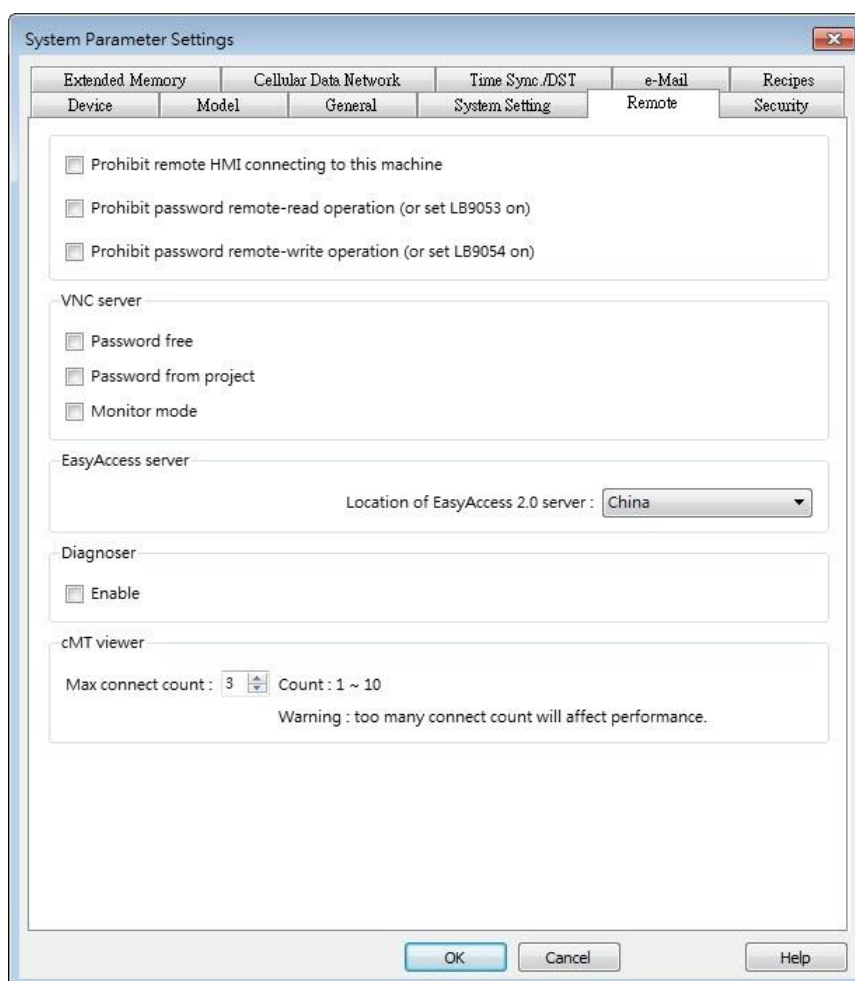 System Parameter Settings
Extended Memory Cellular Data Network Time Sync./DST e-Mail Recipes
Device Model General System Setting Remote Security
Prohibit remote HMI connecting to this machine
Prohibit password remote-read operation (or set LB9053 on)
Prohibit password remote-write operation (or set LB9054 on)
VNC server
Password free
Password from project
Monitor mode
EasyAccess server
Location of EasyAccess 2.0 server : China
Diagnoser
Enable
cMT viewer
Max connect count : 3 Count : 1 ~ 10
Warning : too many connect count will affect performance.
OK Cancel Help